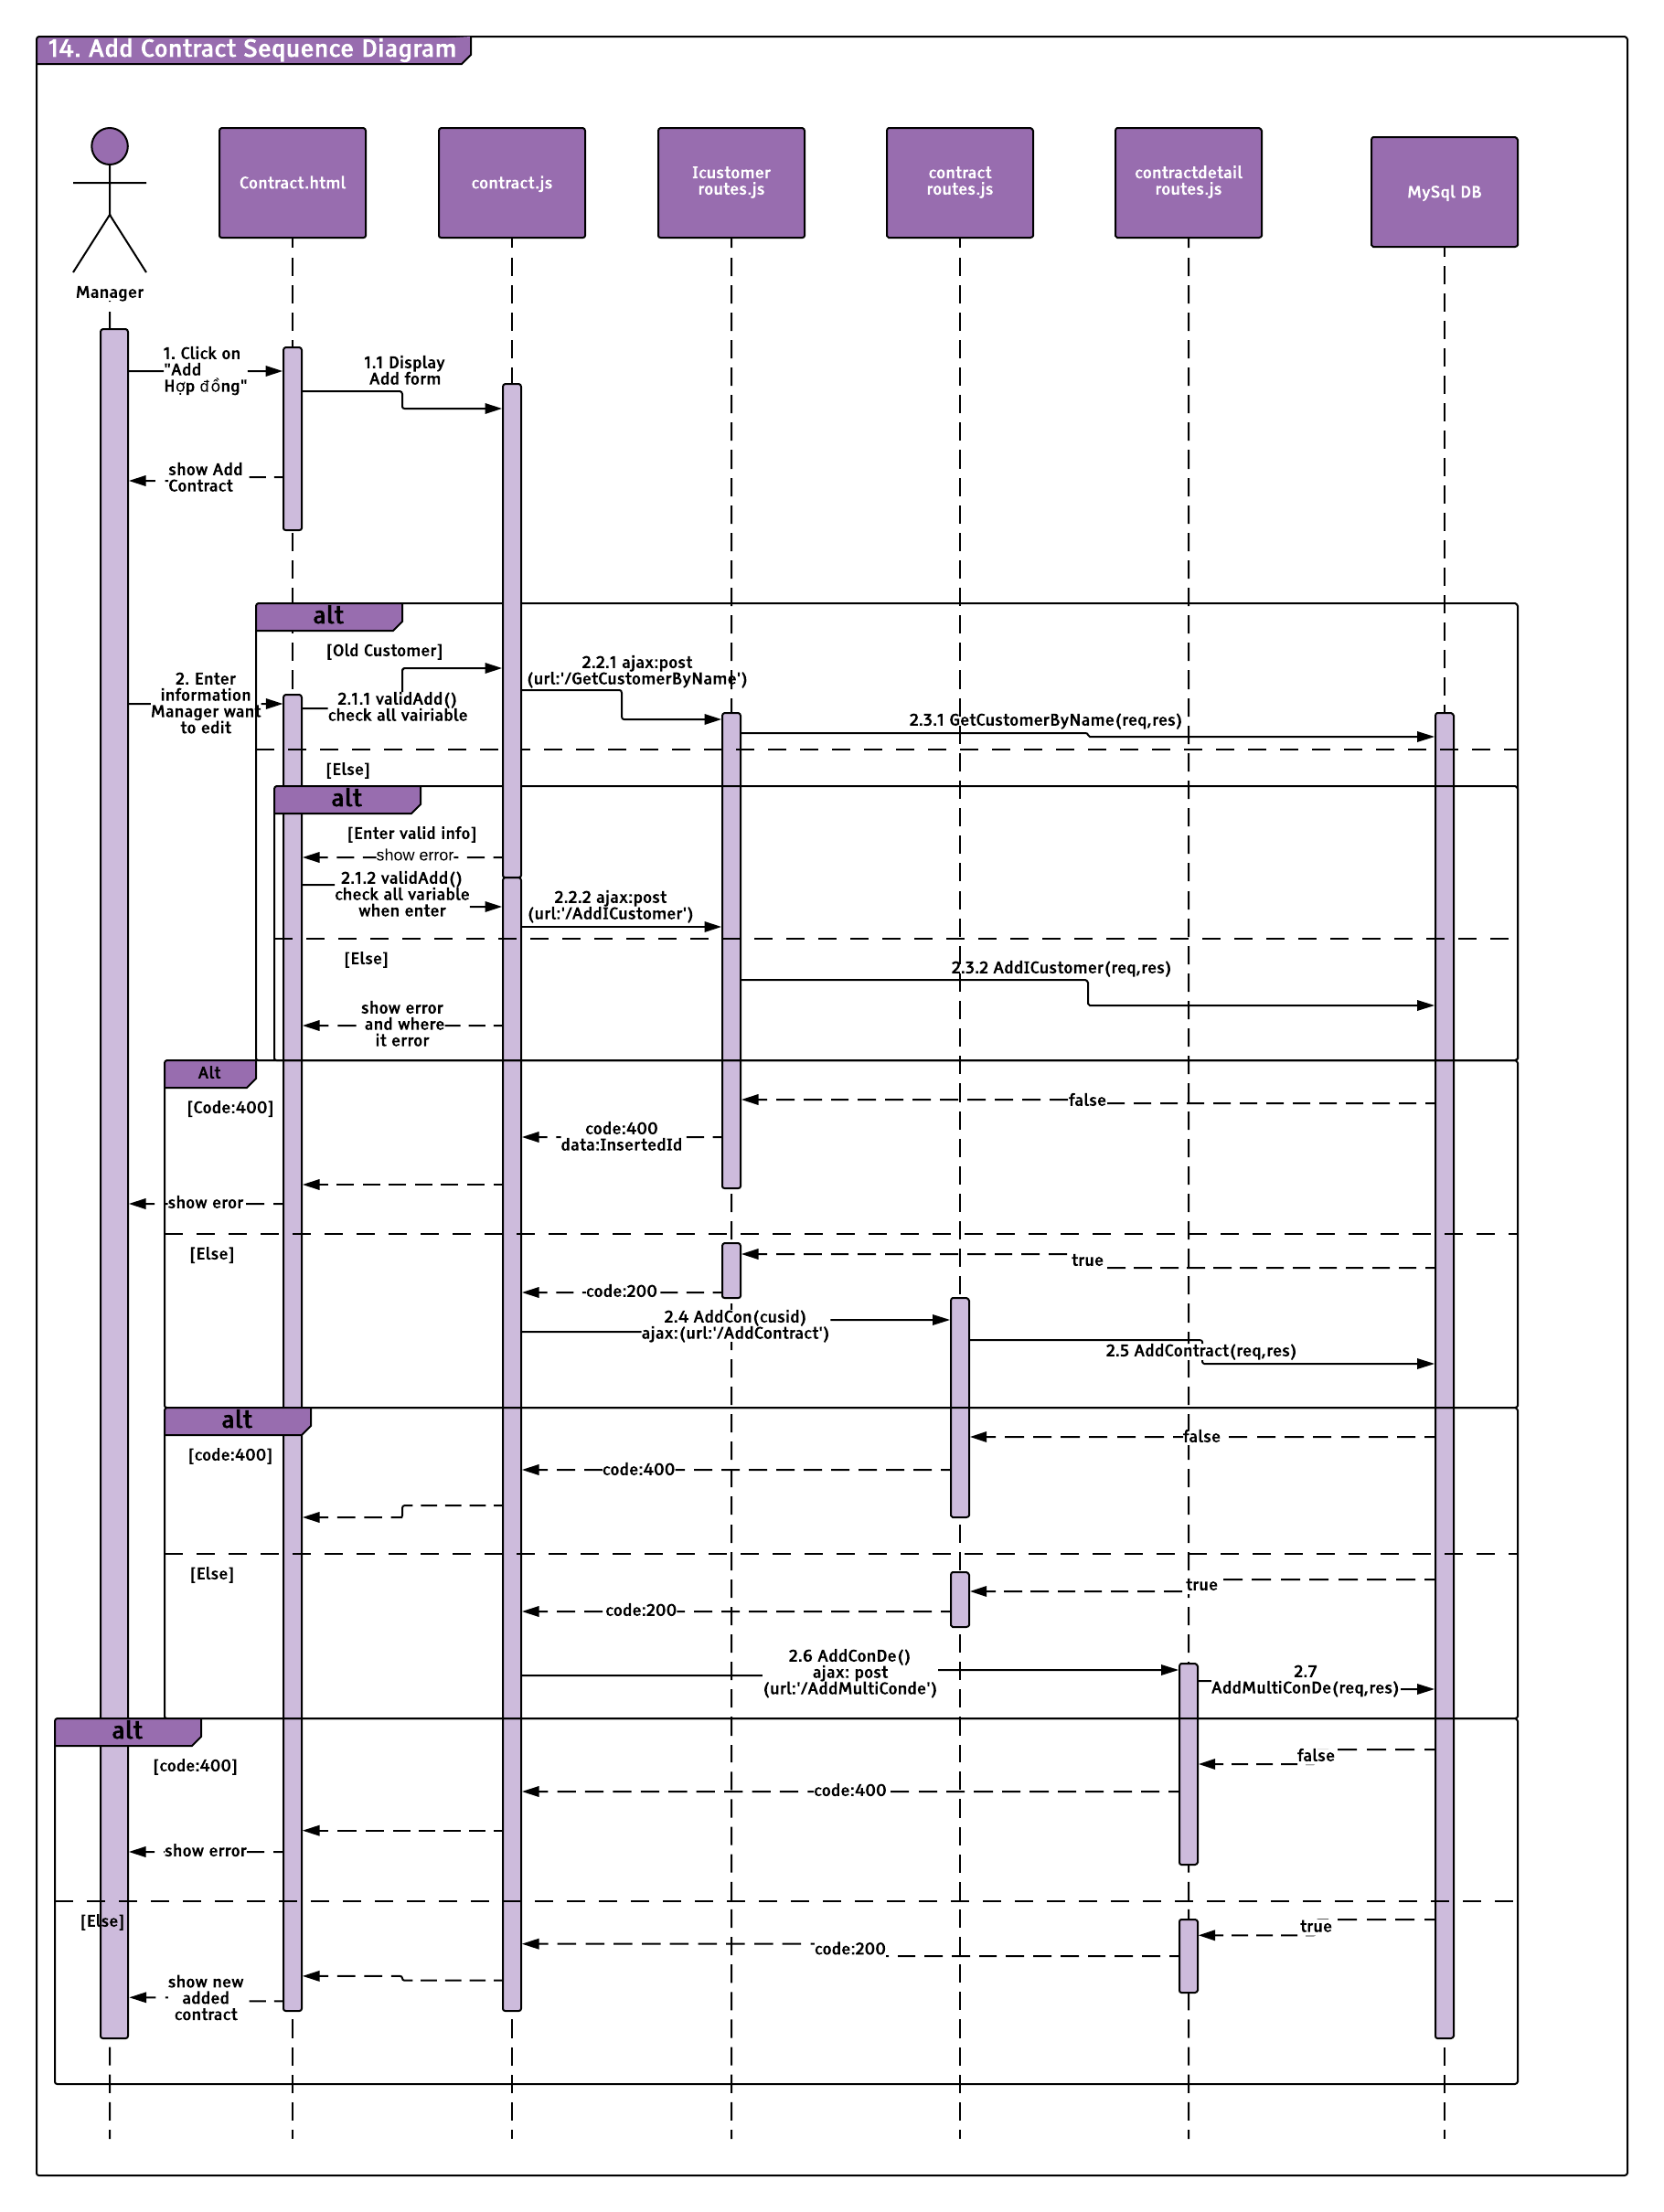 14. Add Contract Sequence Diagram
Manager
Contract.html
contract.js
Icustomer
routes.js
contract
routes.js
contractdetail
routes.js
MySql DB
1. Click on
"Add
Hợp đồng"
1.1 Display
Add form
show Add
Contract
alt
[Old Customer]
2. Enter
information
Manager want
to edit
2.1.1 validAdd()
check all vairiable
2.2.1 ajax:post
(url:'/GetCustomerByName')
2.3.1 GetCustomerByName(req,res)
[Else]
alt
[Enter valid info]
show error
2.1.2 validAdd()
check all variable
when enter
2.2.2 ajax:post
(url:'/AddICustomer')
[Else]
2.3.2 AddICustomer(req,res)
show error
and where
it error
Alt
[Code:400]
false
code:400
data:InsertedId
show eror
[Else]
true
code:200
2.4 AddCon(cusid)
ajax:(url:'/AddContract')
2.5 AddContract(req,res)
alt
[code:400]
false
code:400
[Else]
true
code:200
2.6 AddConDe()
ajax: post
(url:'/AddMultiConde')
2.7
AddMultiConDe(req,res)
alt
[code:400]
false
code:400
show error
[Else]
true
code:200
show new
added
contract